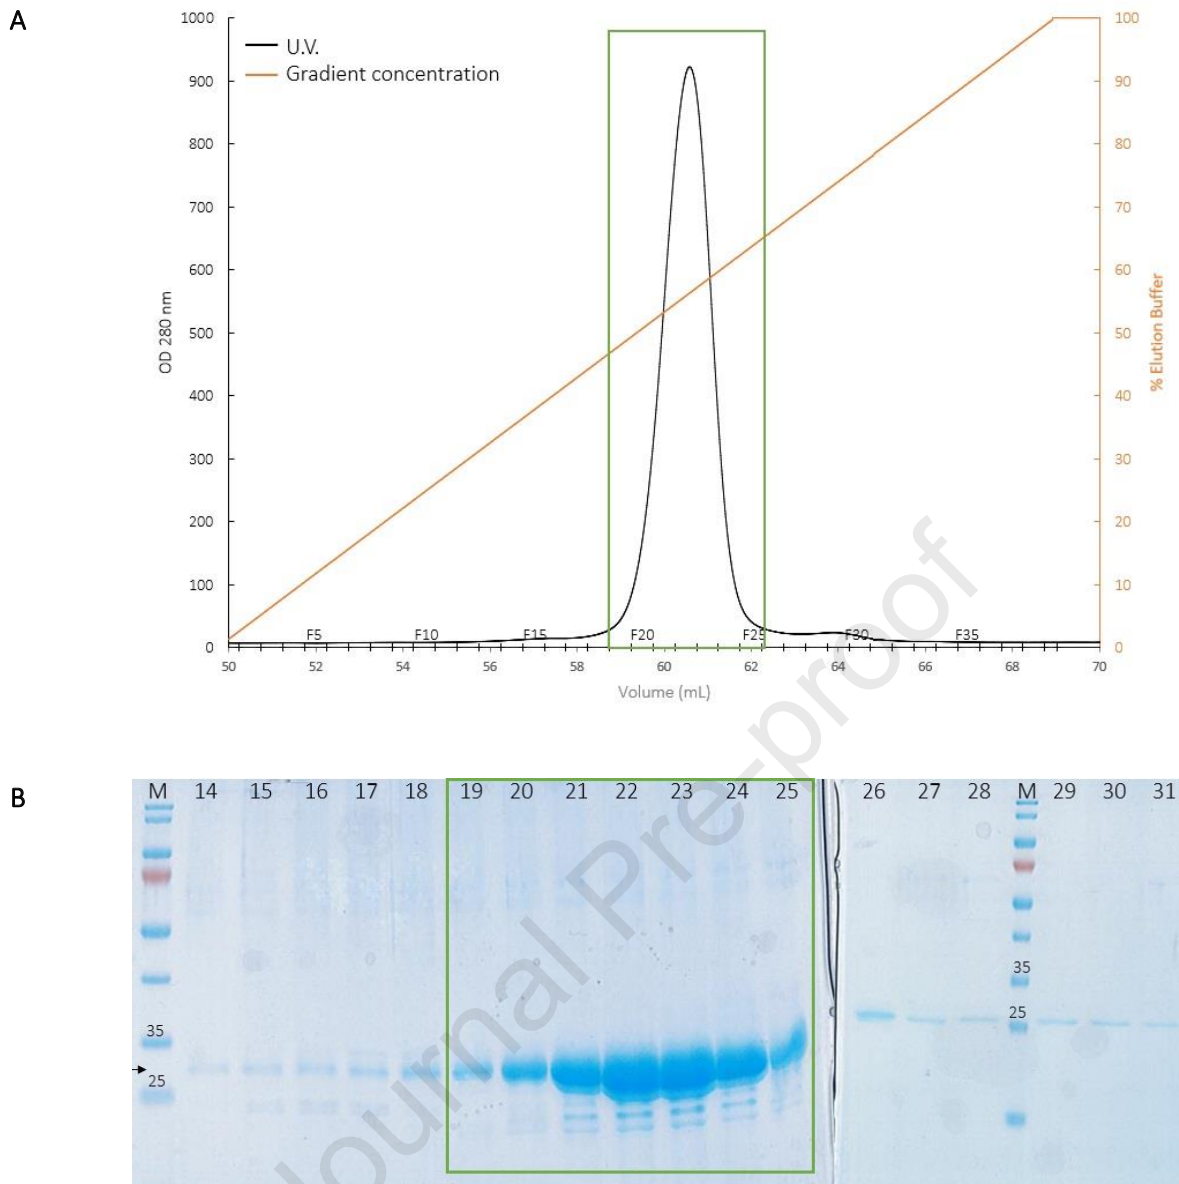 A
1000
900
800
700
600
500
400
300
200
100
0
OD 280 nm
U.V.
Gradient concentration
100
90
80
70
60
50
40
30
20
10
0
% Elution Buffer
F5 F10 F15 F20 F25 F30 F35
50 52 54 56 58 60 62 64 66 68 70
Volume (mL)
B
M 14 15 16 17 18 19 20 21 22 23 24 25 26 27 28 M 29 30 31
35
25
35
25
Journal Pre-proof